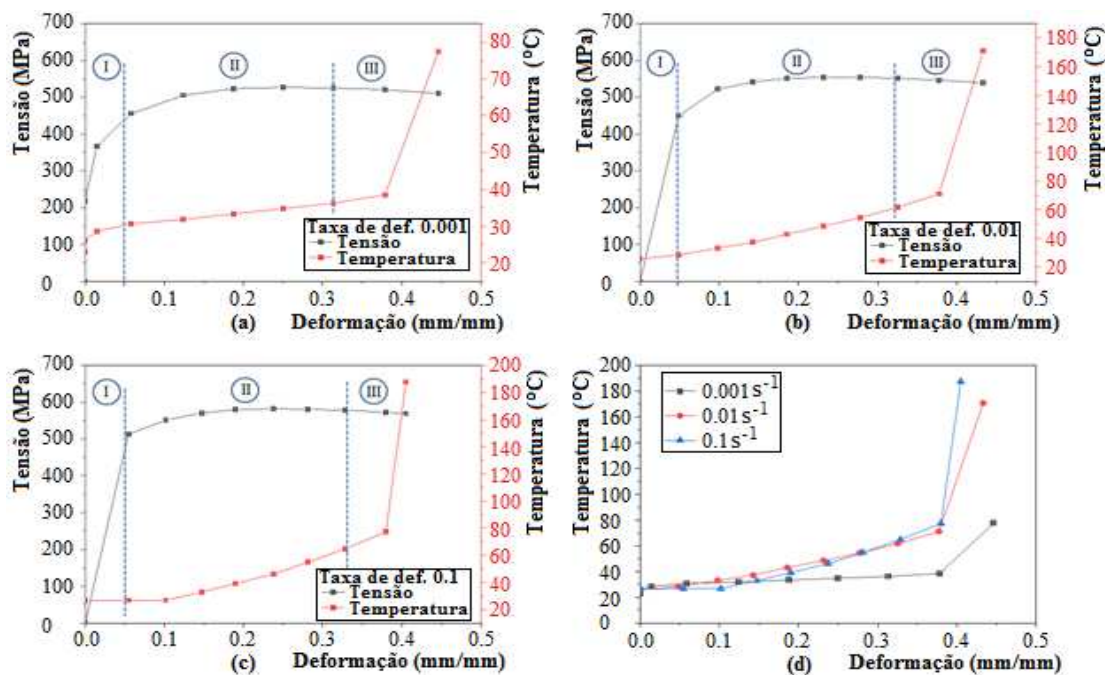 Tensão (MPa)
700
600
500
400
300
200
100
0
I
II
III
Taxa de def. 0.001
Tensão
Temperatura
80
70
60
50
40
30
20
Temperatura (°C)
0.0 0.1 0.2 0.3 0.4 0.5
(a) Deformação (mm/mm)
Tensão (MPa)
700
600
500
400
300
200
100
0
I
II
III
Taxa de def. 0.01
Tensão
Temperatura
180
160
140
120
100
80
60
40
20
Temperatura (°C)
0.0 0.1 0.2 0.3 0.4 0.5
(b) Deformação (mm/mm)
Tensão (MPa)
700
600
500
400
300
200
100
0
I
II
III
Taxa de def. 0.1
Tensão
Temperatura
200
180
160
140
120
100
80
60
40
20
Temperatura (°C)
0.0 0.1 0.2 0.3 0.4 0.5
(c) Deformação (mm/mm)
Temperatura (°C)
200
180
160
140
120
100
80
60
40
20
0
0.001 s⁻¹
0.01 s⁻¹
0.1 s⁻¹
0.0 0.1 0.2 0.3 0.4 0.5
(d) Deformação (mm/mm)